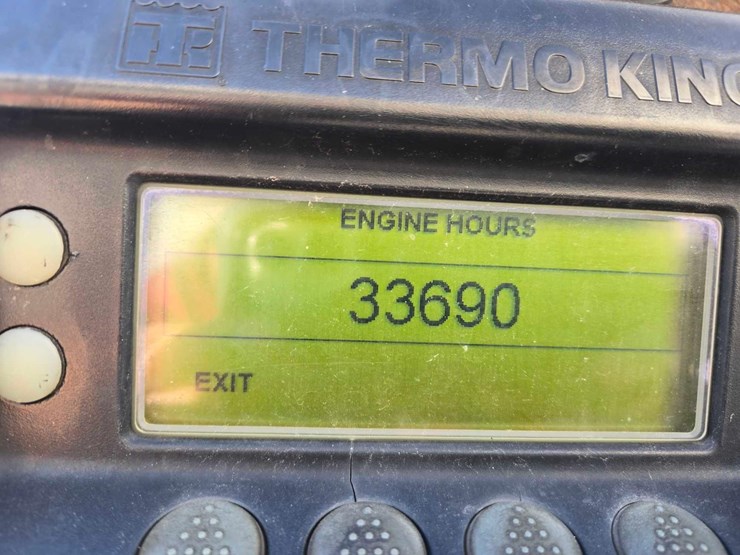 THERMO KING
ENGINE HOURS
33690
EXIT